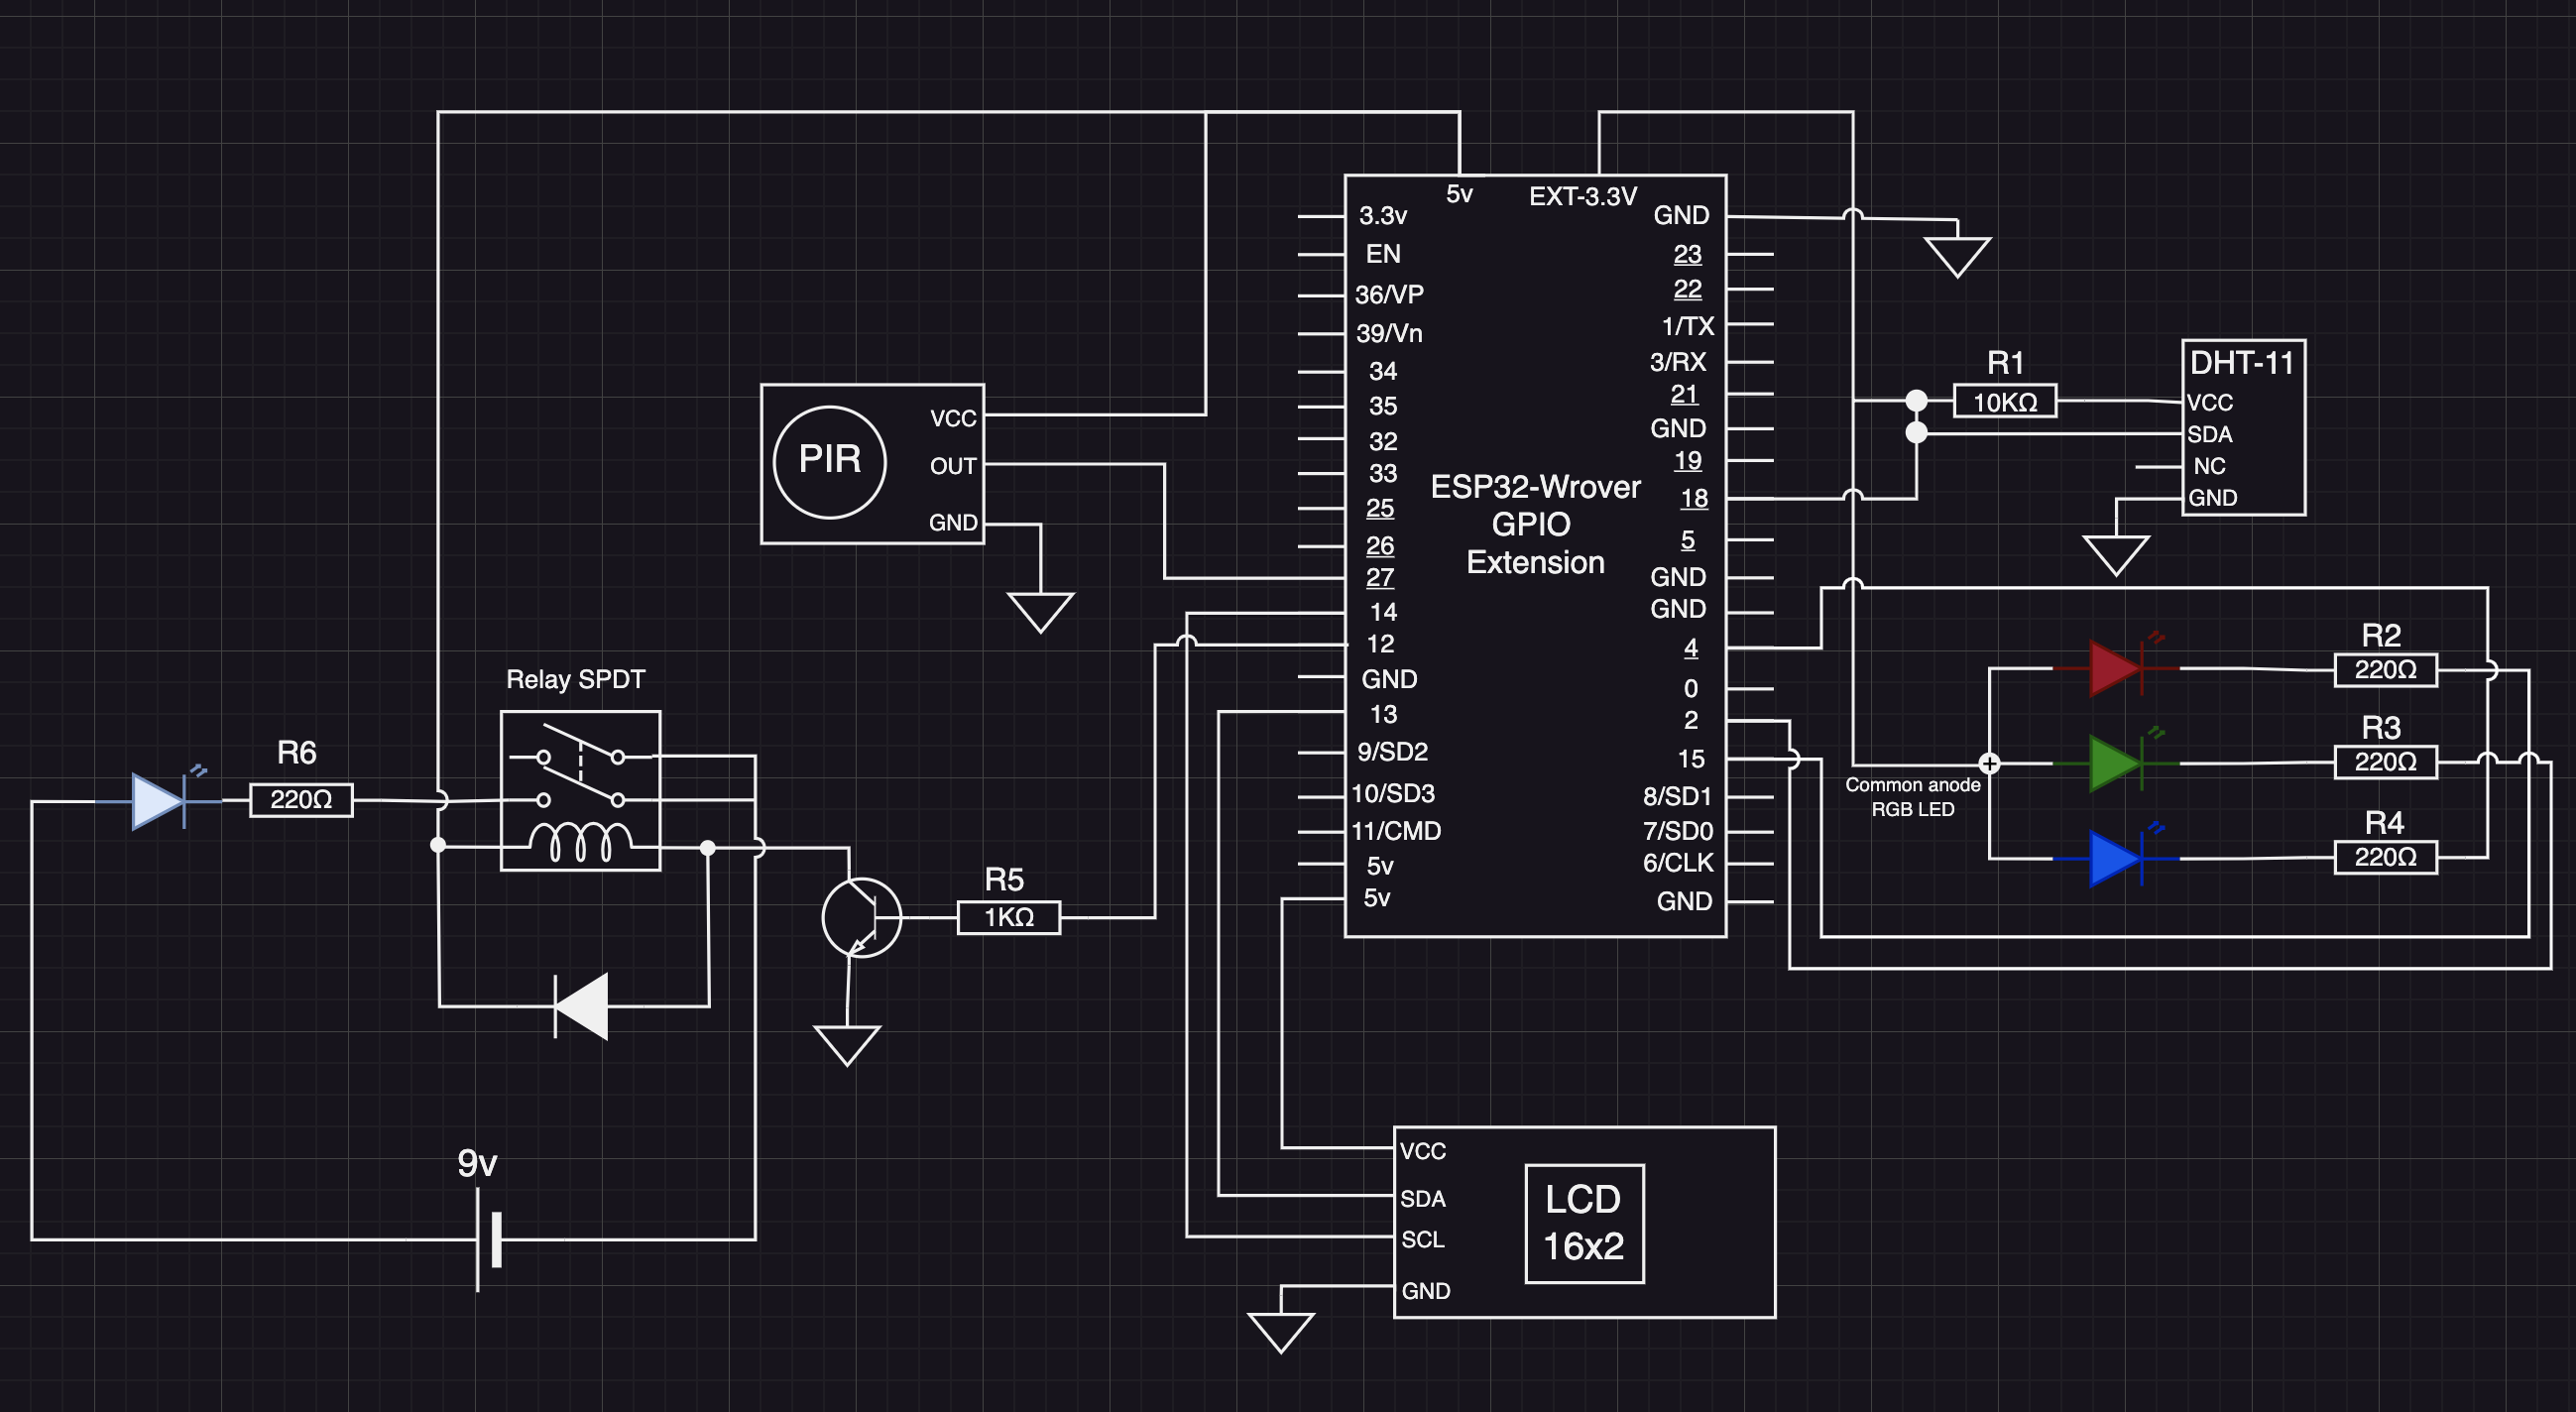 5v
EXT-3.3V
3.3v
EN
36/VP
39/Vn
34
35
32
33
25
26
27
14
12
GND
13
9/SD2
10/SD3
11/CMD
5v
5v
ESP32-Wrover
GPIO
Extension
GND
23
22
1/TX
3/RX
21
GND
19
18
5
GND
GND
4
0
2
15
8/SD1
7/SD0
6/CLK
GND
PIR
VCC
OUT
GND
R1
10KΩ
DHT-11
VCC
SDA
NC
GND
Relay SPDT
R6
220Ω
R5
1KΩ
9v
Common anode
RGB LED
R2
220Ω
R3
220Ω
R4
220Ω
VCC
SDA
SCL
GND
LCD
16x2